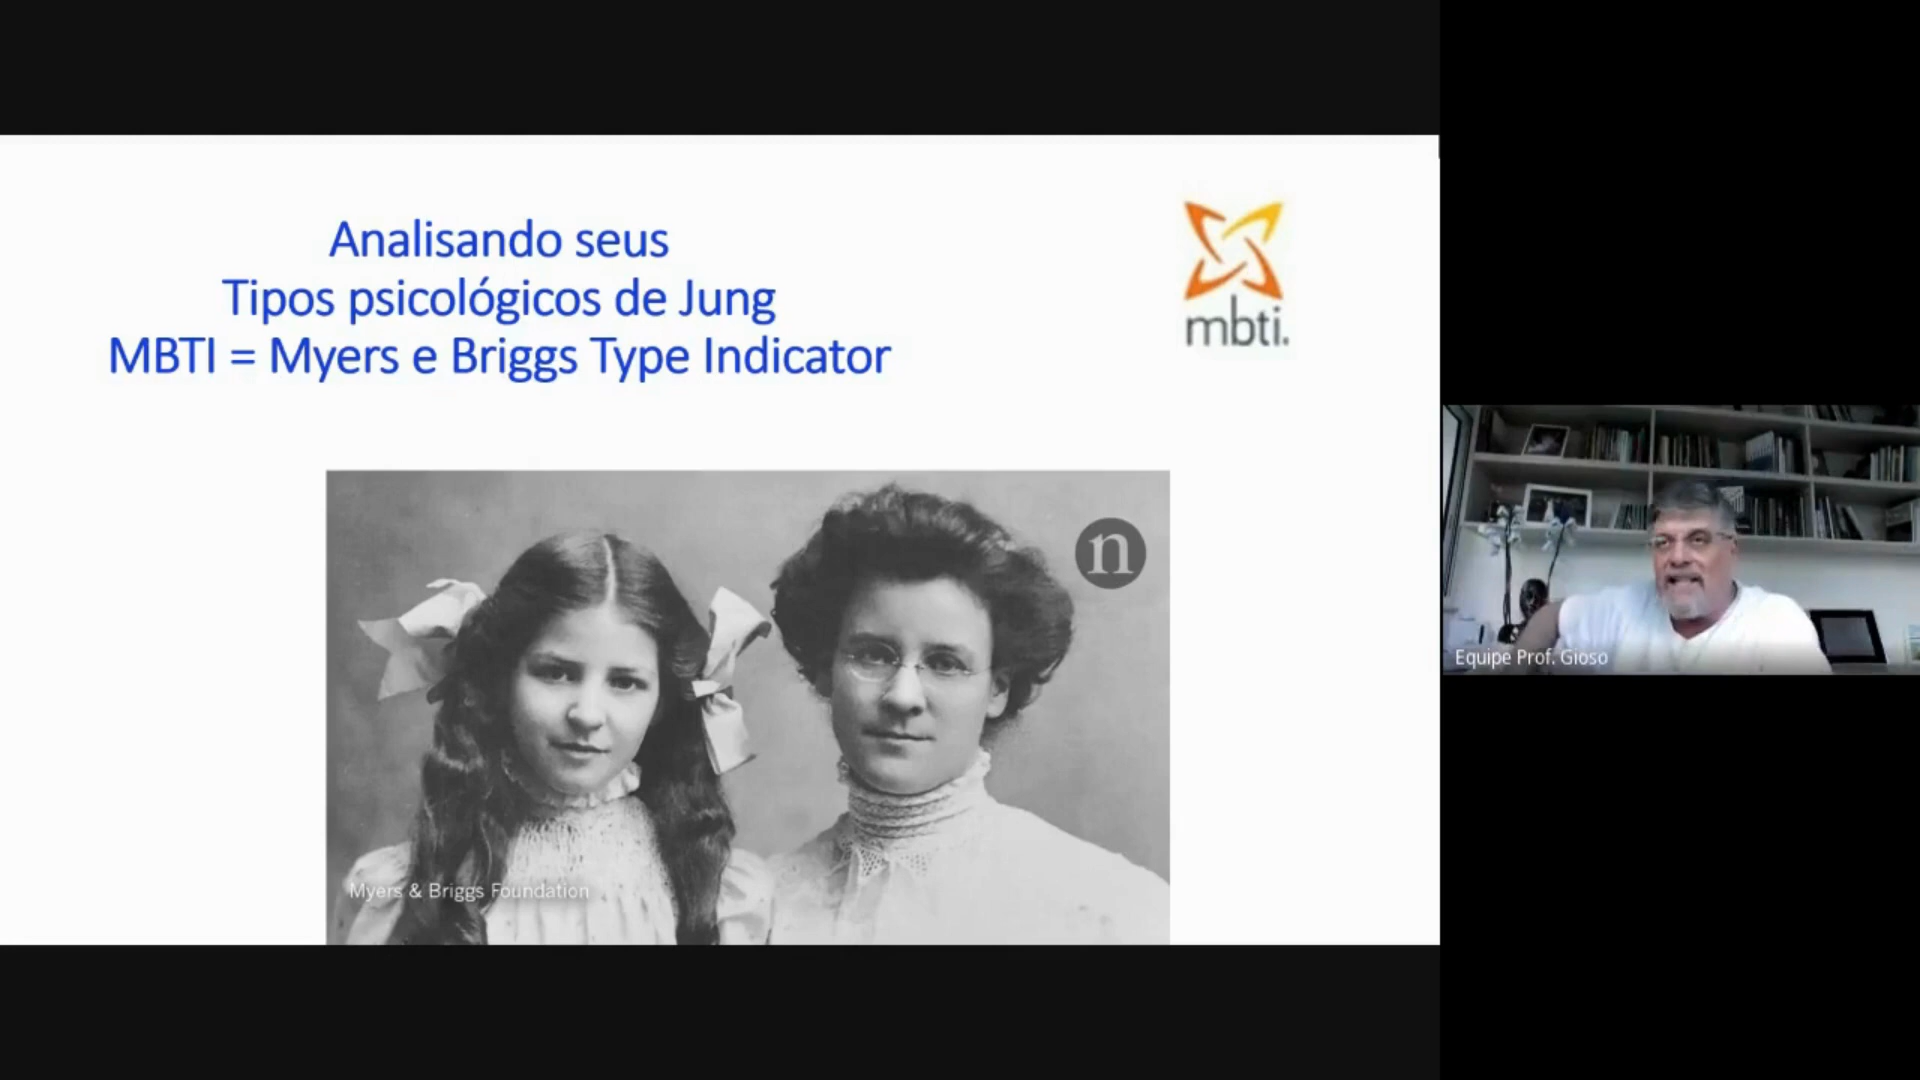 Analisando seus
Tipos psicológicos de Jung
MBTI = Myers e Briggs Type Indicator
mbti.
n
Myers & Briggs Foundation
Equipe Prof. Gioso